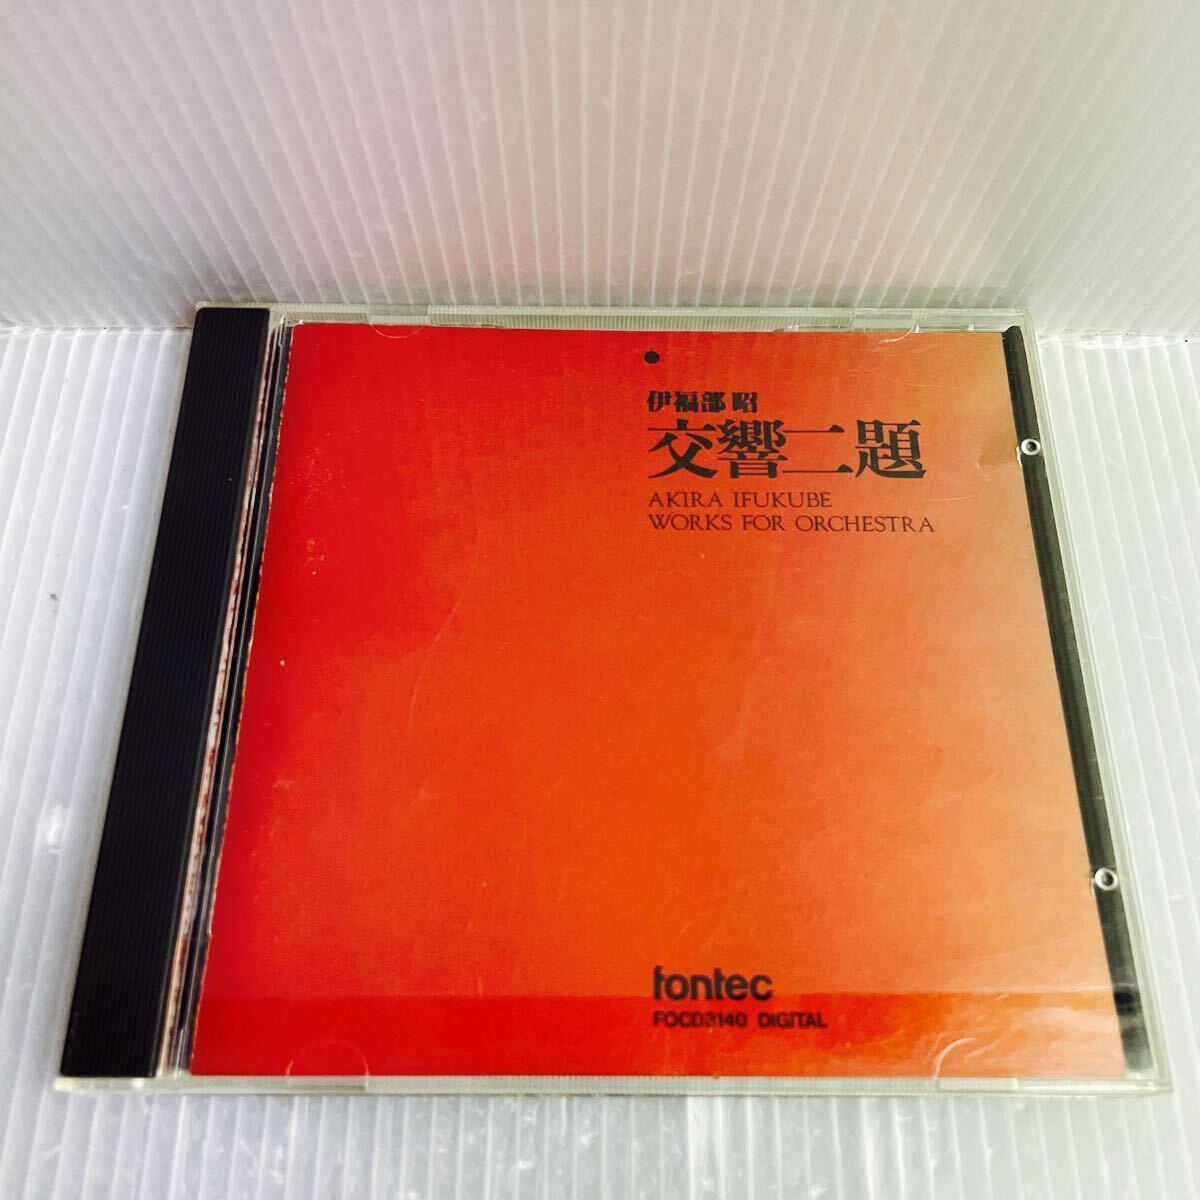 伊福部 昭
交響二題
AKIRA IFUKUBE
WORKS FOR ORCHESTRA
fontec
FOCD3140 DIGITAL